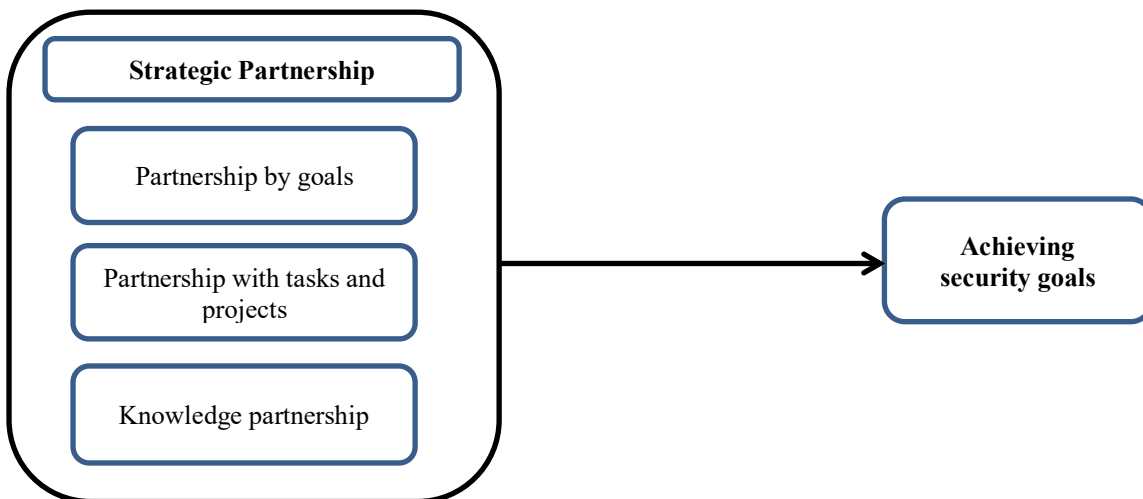 Strategic Partnership
Partnership by goals
Partnership with tasks and
projects
Knowledge partnership
Achieving
security goals